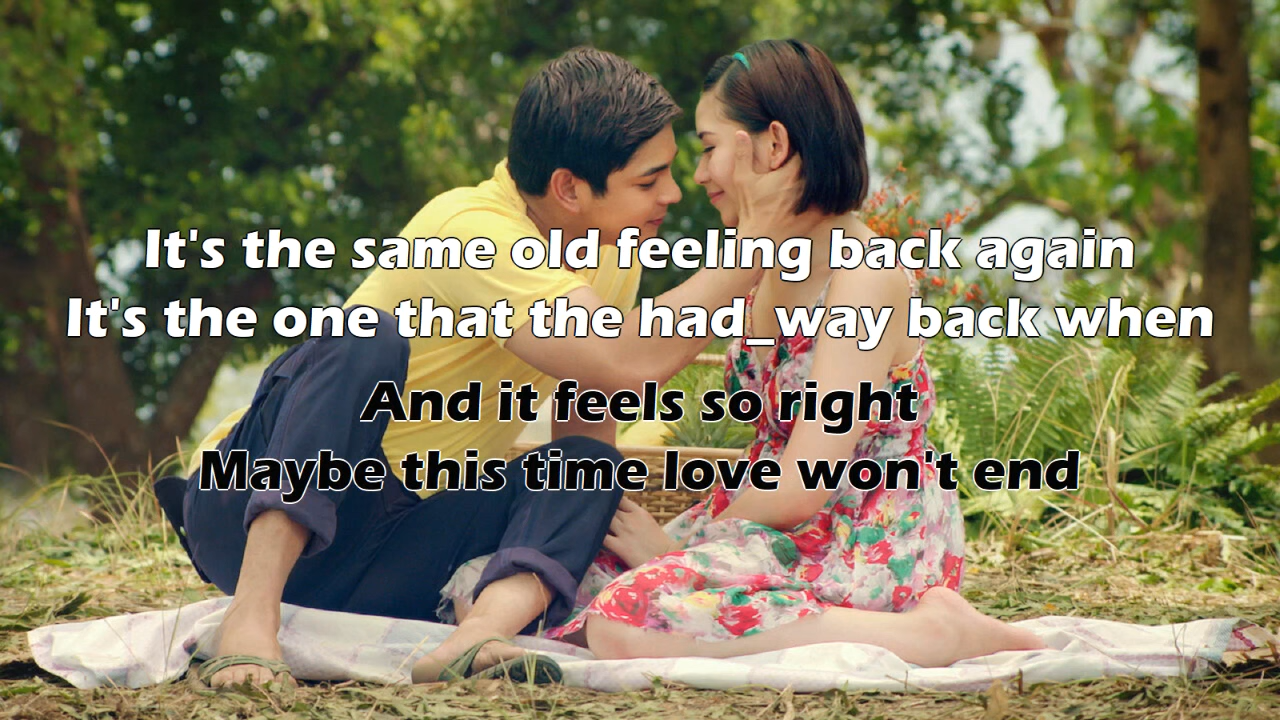 It's the same old feeling back again
It's the one that the had_way back when
And it feels so right
Maybe this time love won't end